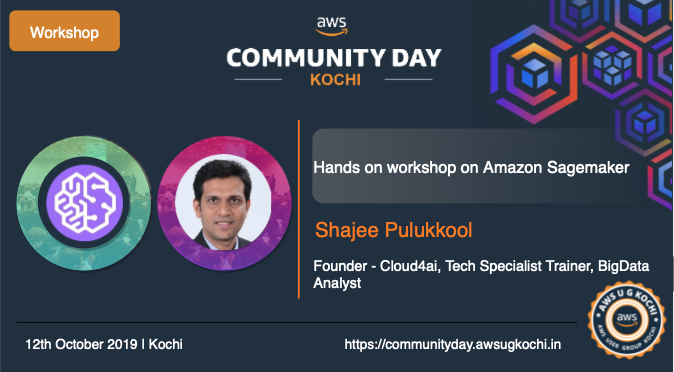 Workshop
aws
COMMUNITY DAY
KOCHI
Hands on workshop on Amazon Sagemaker
Shajee Pulukkool
Founder - Cloud4ai, Tech Specialist Trainer, BigData
Analyst
AWS U G KOCHI
aws
AWS USER GROUP KOCHI
12th October 2019 I Kochi
https://communityday.awsugkochi.in